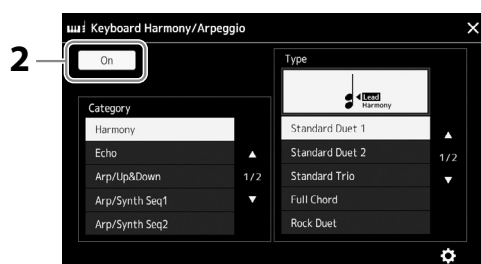 Keyboard Harmony/Arpeggio
2
On
Category
Harmony
Echo
Arp/Up&Down
Arp/Synth Seq1
Arp/Synth Seq2
1/2
Type
Lead
Harmony
Standard Duet 1
Standard Duet 2
Standard Trio
Full Chord
Rock Duet
1/2